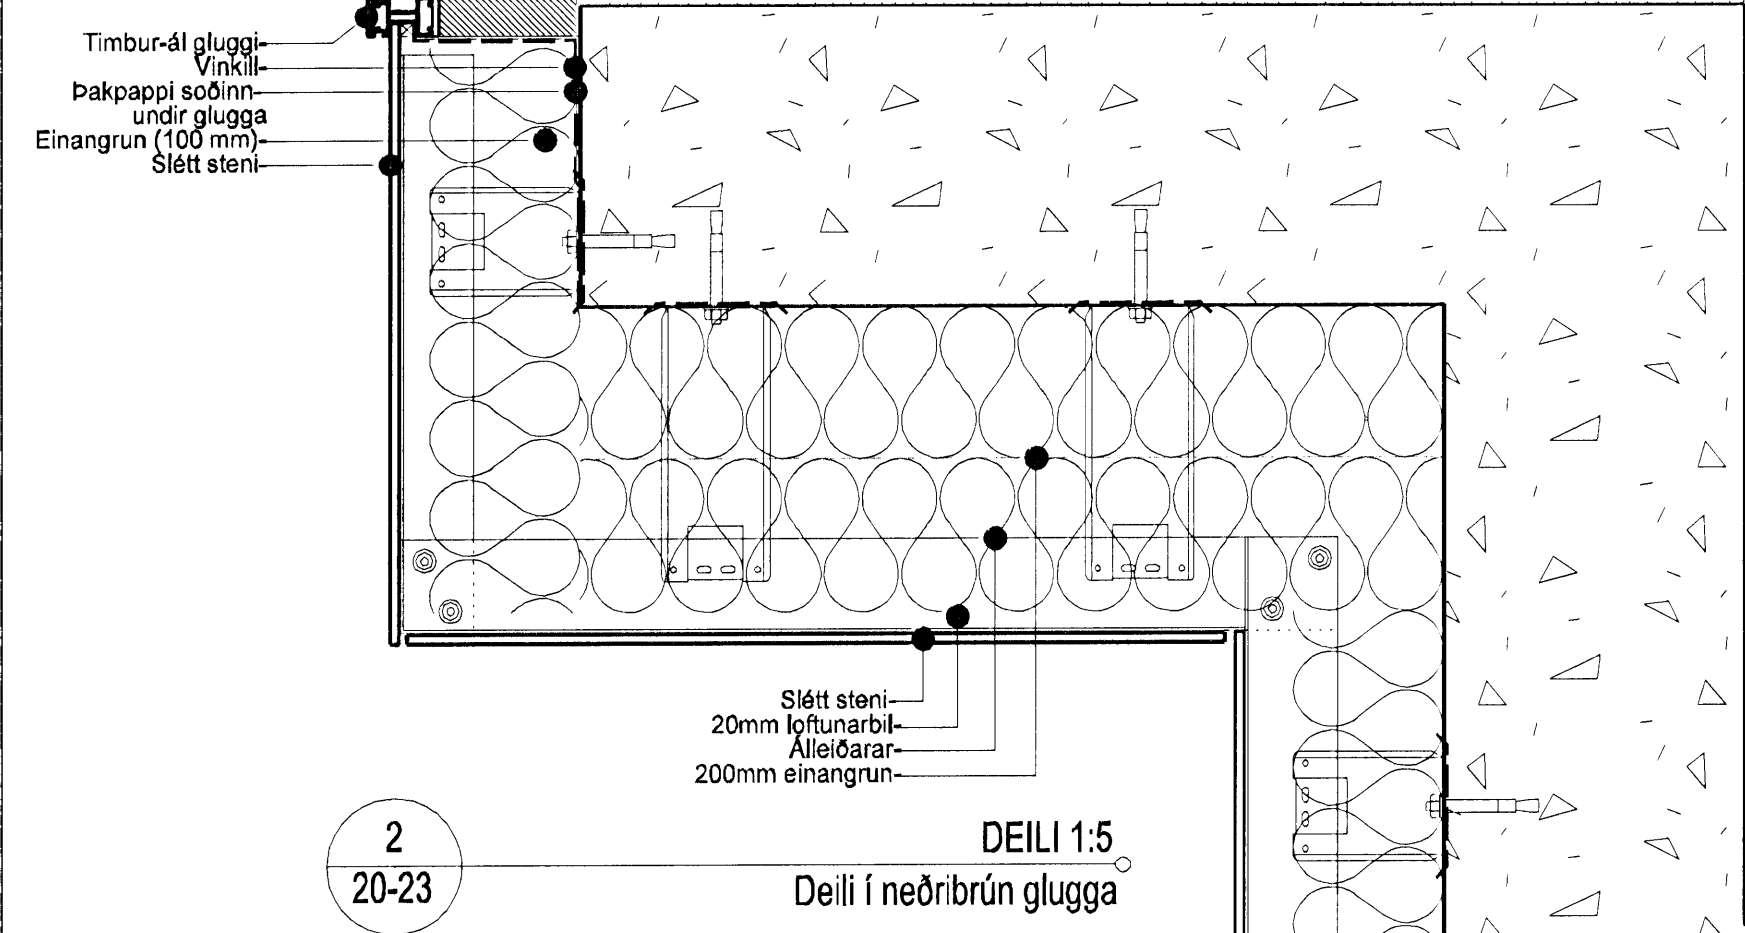 Timbur-ál gluggi
Vinkill
Þakpappi soðinn
undir glugga
Einangrun (100 mm)
Slétt steni
Slétt steni
20mm loftunarbil
Álleiðarar
200mm einangrun
2
20-23
DEILI 1:5
Deili í neðribrún glugga